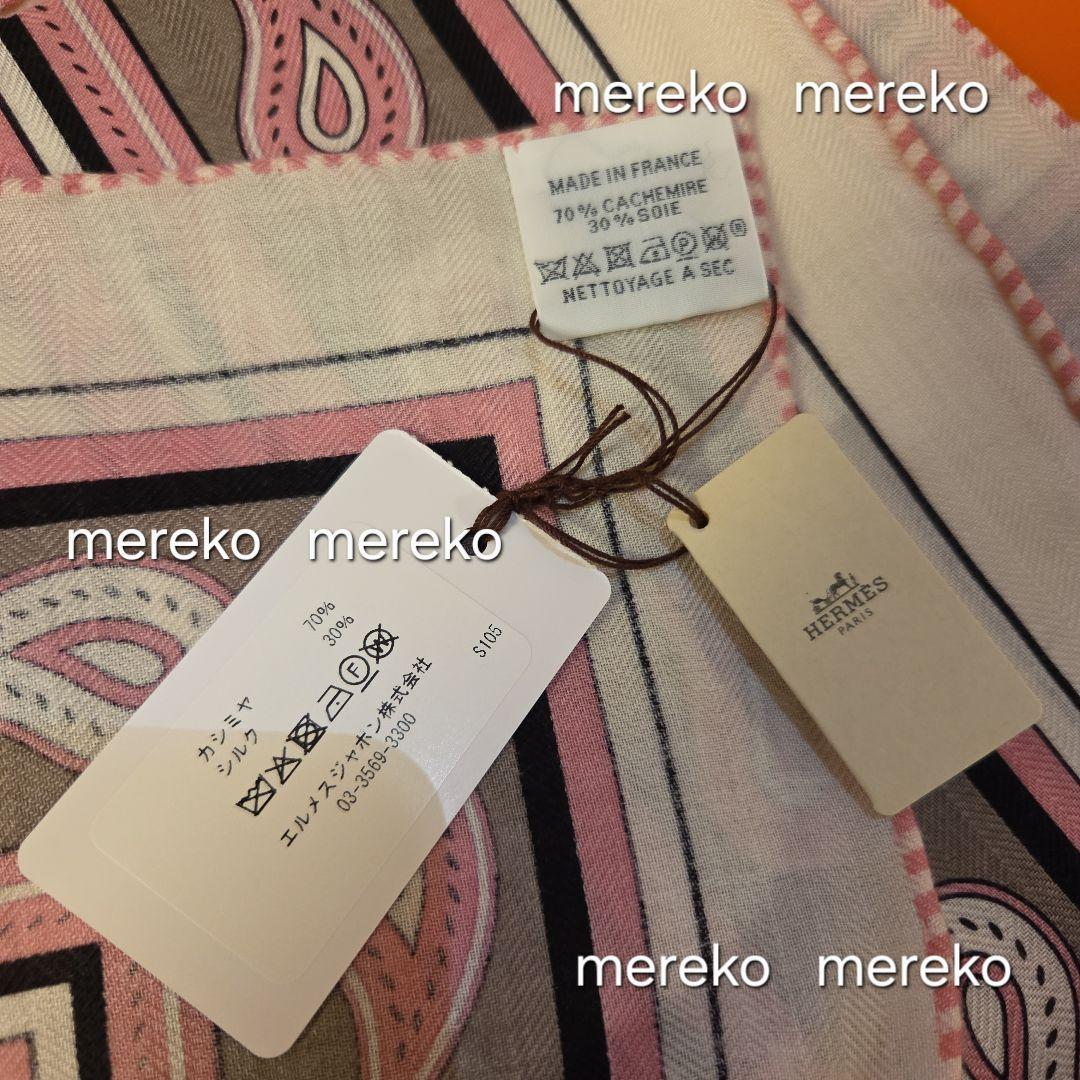 mereko mereko
MADE IN FRANCE
70% CACHEMIRE
30% SOIE
P
®
NETTOYAGE A SEC
mereko mereko
カシミヤ 70%
シルク 30%
F
W
エルメスジャポン株式会社
03-3569-3300
S105
HERMÈS
PARIS
mereko mereko